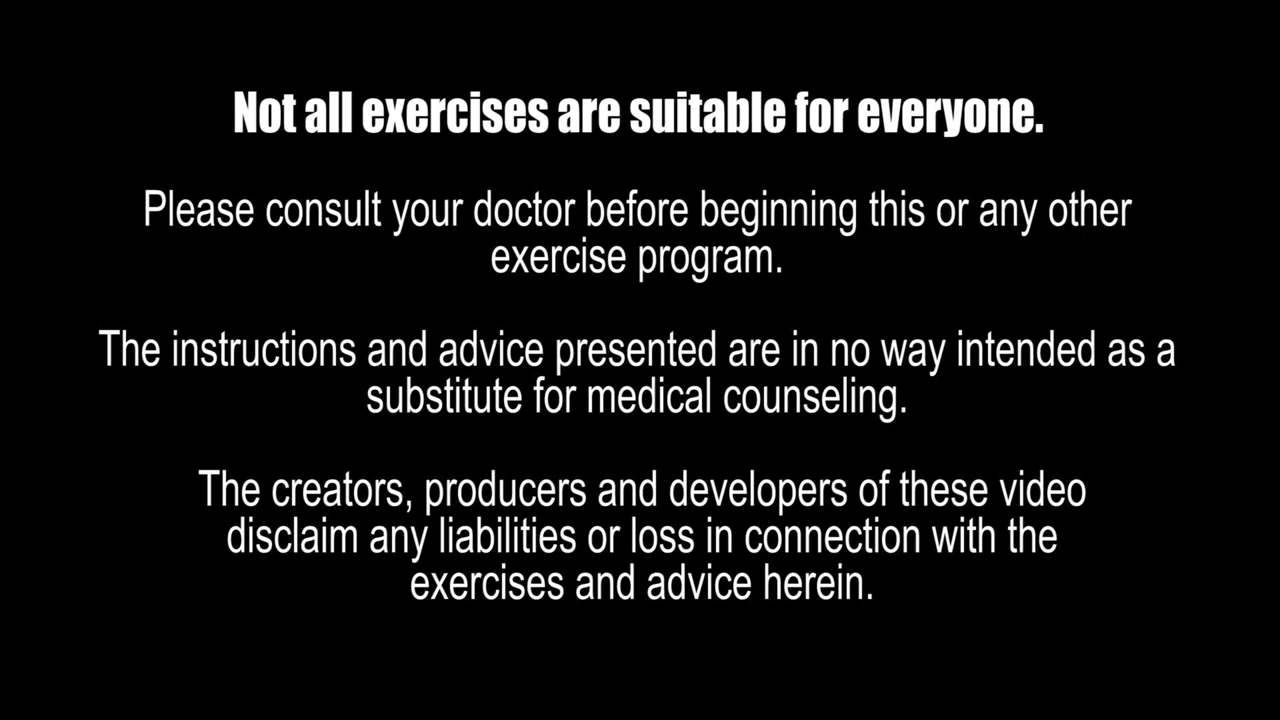 Not all exercises are suitable for everyone.
Please consult your doctor before beginning this or any other
exercise program.
The instructions and advice presented are in no way intended as a
substitute for medical counseling.
The creators, producers and developers of these video
disclaim any liabilities or loss in connection with the
exercises and advice herein.